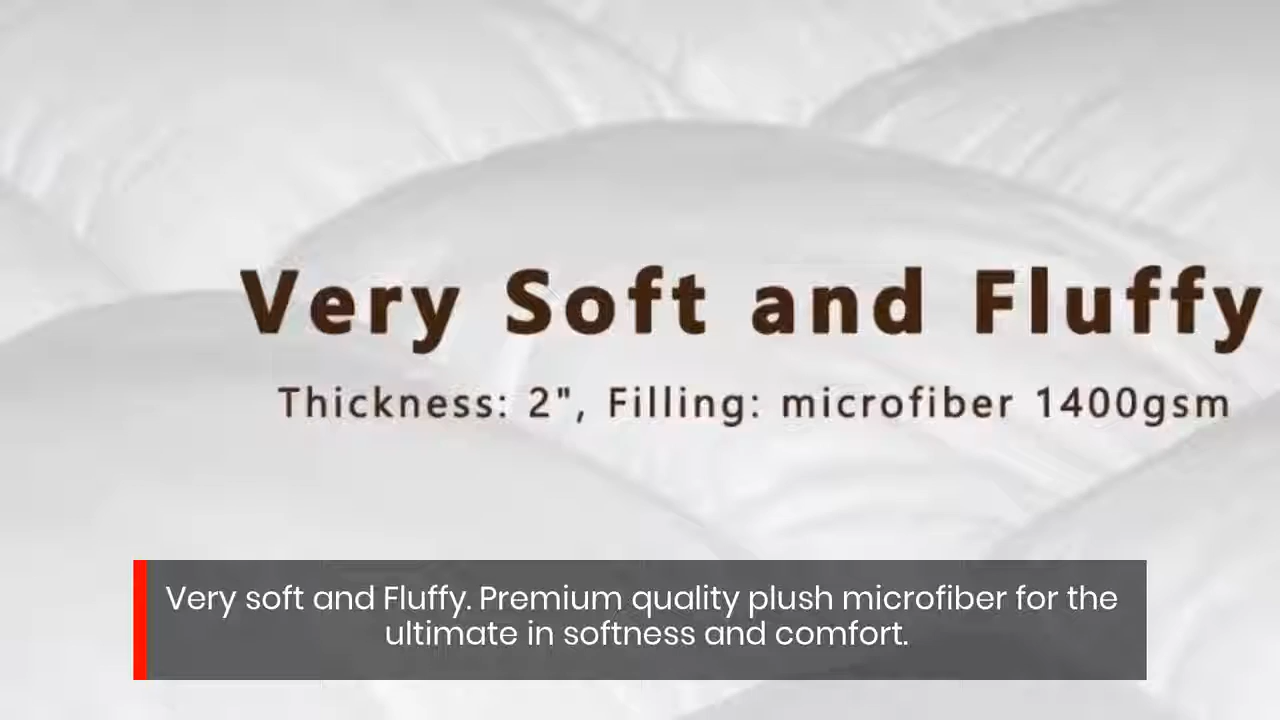 Very Soft and Fluffy
Thickness: 2", Filling: microfiber 1400gsm
Very soft and Fluffy. Premium quality plush microfiber for the
ultimate in softness and comfort.